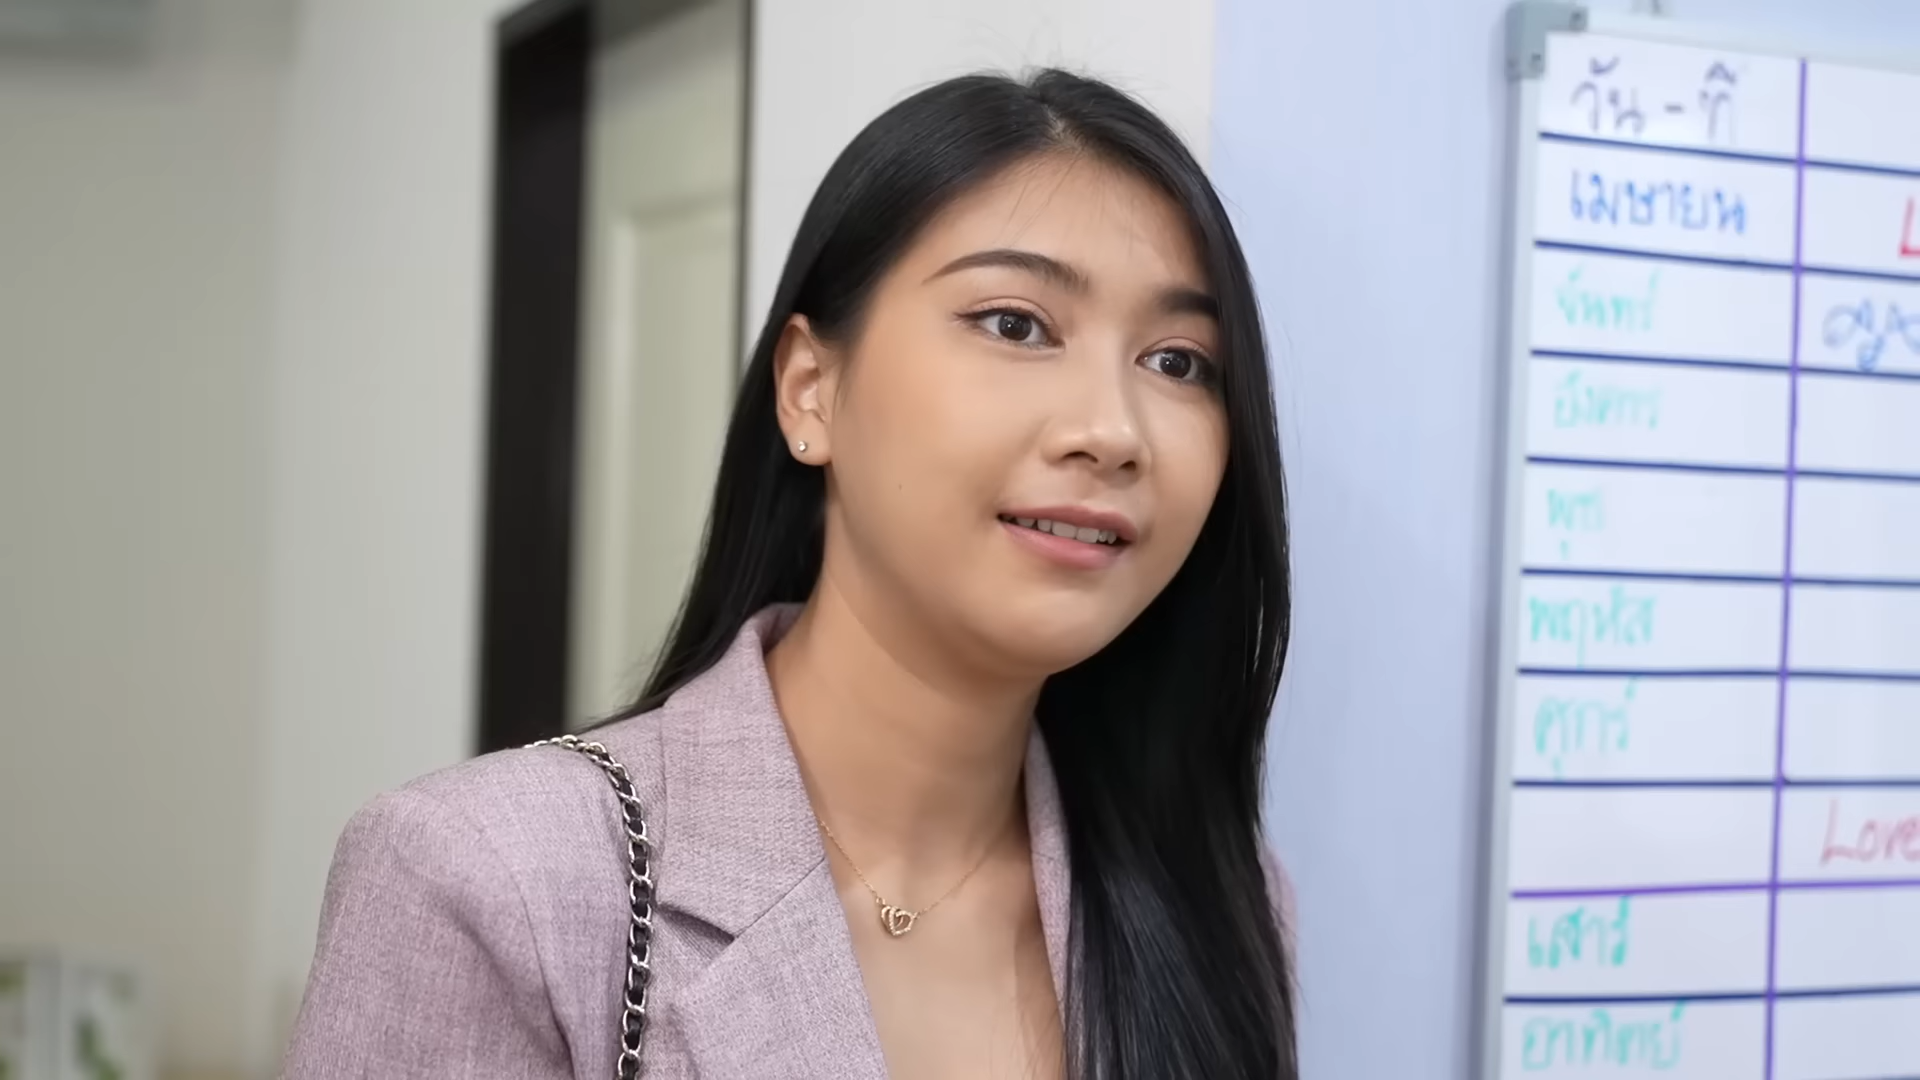 วัน - ที่
เมษายน
จันทร์
อังคาร
พุธ
พฤหัส
ศุกร์
Love
เสาร์
อาทิตย์